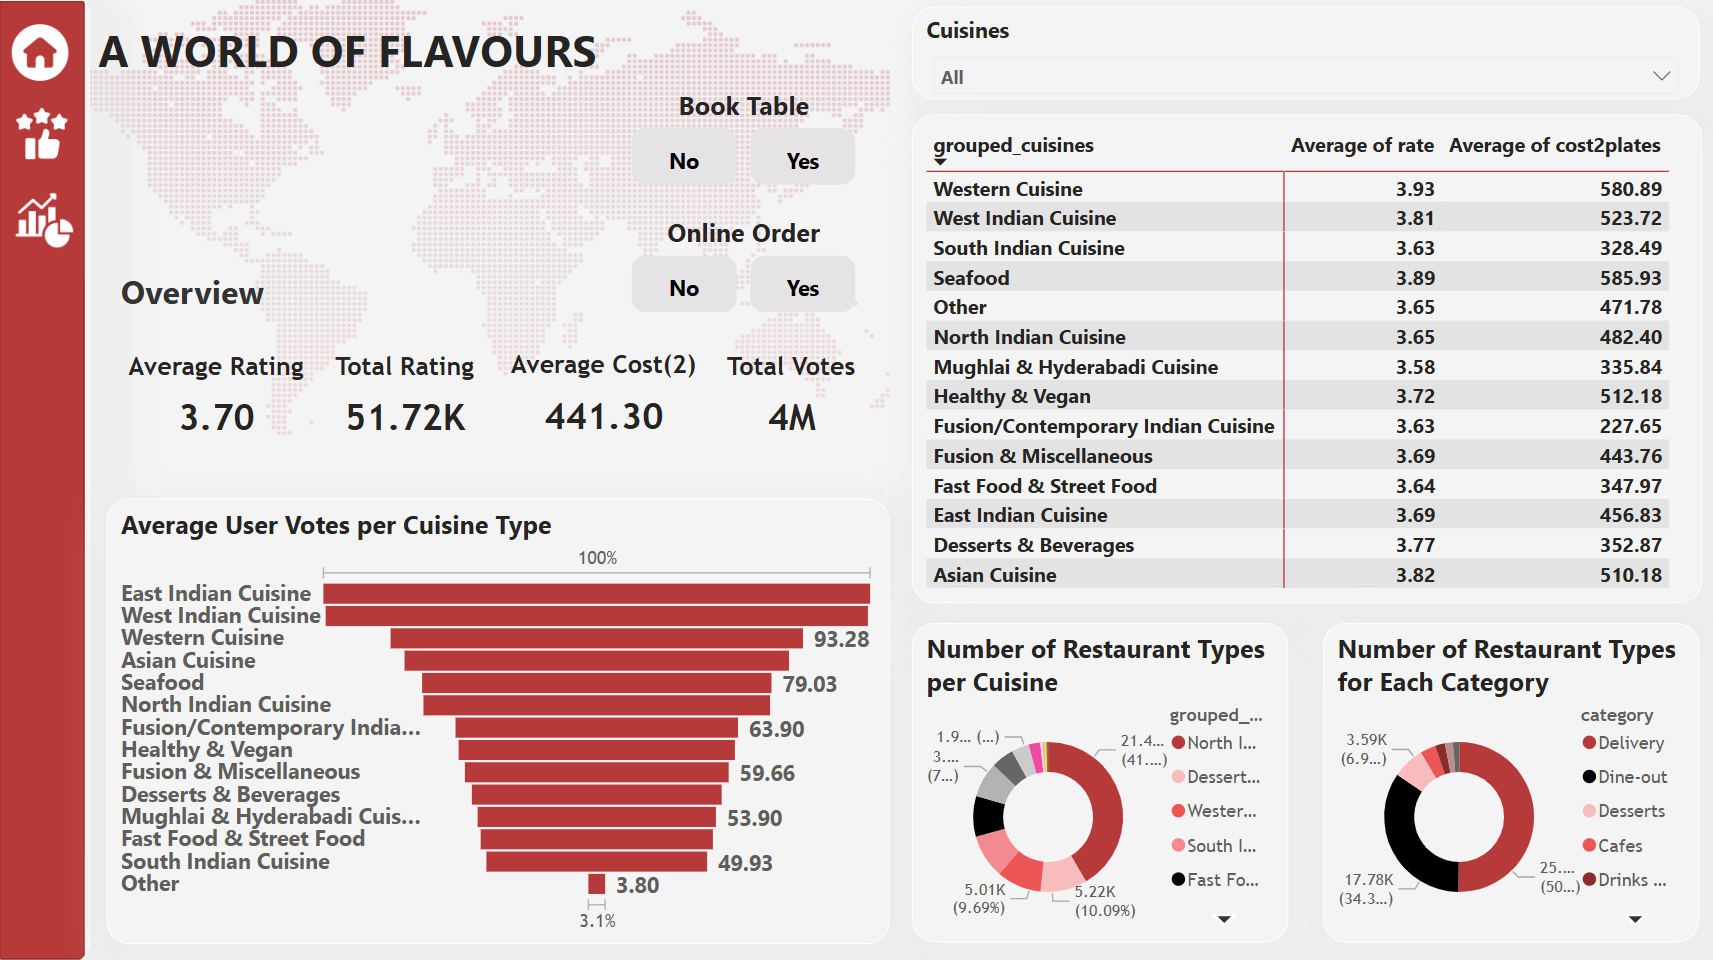 A WORLD OF FLAVOURS
Book Table
No Yes
Online Order
No Yes
Overview
Average Rating Total Rating Average Cost(2) Total Votes
3.70 51.72K 441.30 4M
Average User Votes per Cuisine Type
100%
East Indian Cuisine
West Indian Cuisine
Western Cuisine 93.28
Asian Cuisine
Seafood 79.03
North Indian Cuisine
Fusion/Contemporary India... 63.90
Healthy & Vegan
Fusion & Miscellaneous 59.66
Desserts & Beverages
Mughlai & Hyderabadi Cuis... 53.90
Fast Food & Street Food
South Indian Cuisine 49.93
Other 3.80
3.1%
Cuisines
All
grouped_cuisines Average of rate Average of cost2plates
Western Cuisine 3.93 580.89
West Indian Cuisine 3.81 523.72
South Indian Cuisine 3.63 328.49
Seafood 3.89 585.93
Other 3.65 471.78
North Indian Cuisine 3.65 482.40
Mughlai & Hyderabadi Cuisine 3.58 335.84
Healthy & Vegan 3.72 512.18
Fusion/Contemporary Indian Cuisine 3.63 227.65
Fusion & Miscellaneous 3.69 443.76
Fast Food & Street Food 3.64 347.97
East Indian Cuisine 3.69 456.83
Desserts & Beverages 3.77 352.87
Asian Cuisine 3.82 510.18
Number of Restaurant Types
per Cuisine
1.9... (...)
3....
(7...)
21.4...
(41....)
5.01K
(9.69%)
5.22K
(10.09%)
grouped_...
North I...
Dessert...
Wester...
South I...
Fast Fo...
Number of Restaurant Types
for Each Category
3.59K
(6.9...)
17.78K
(34.3...)
25....
(50...)
category
Delivery
Dine-out
Desserts
Cafes
Drinks ...